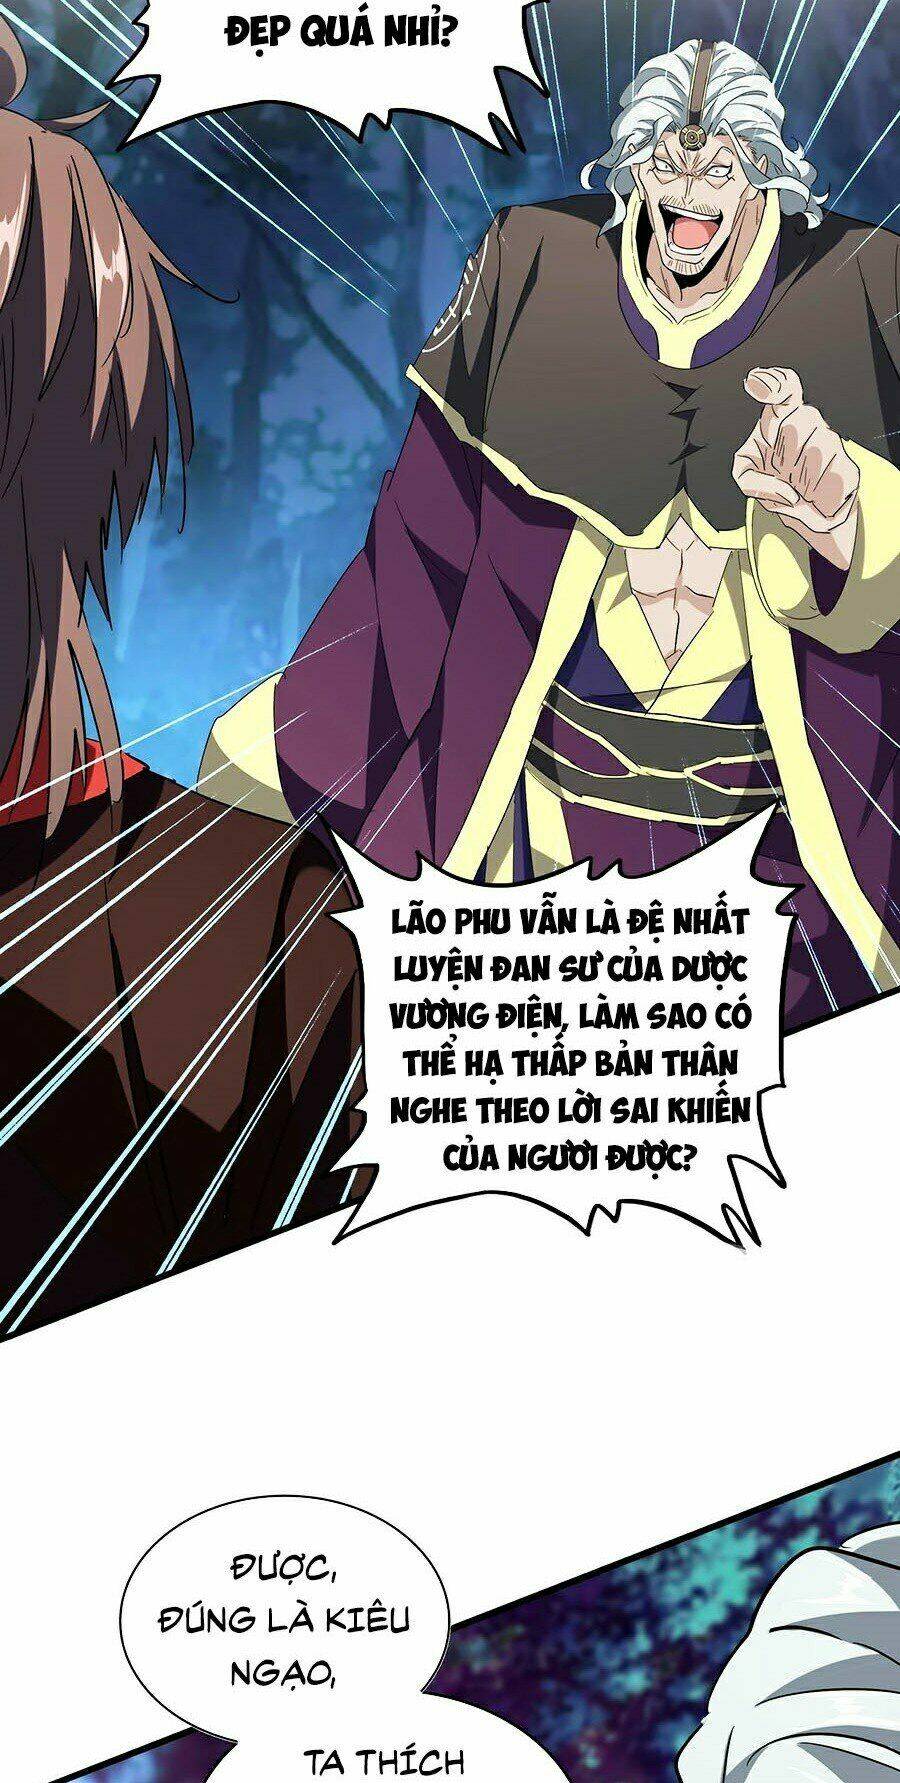 ĐẸP QUÁ NHỈ?
LÃO PHU VẪN LÀ ĐỆ NHẤT
LUYỆN ĐAN SƯ CỦA DƯỢC
VƯƠNG ĐIỆN, LÀM SAO CÓ
THỂ HẠ THẤP BẢN THÂN
NGHE THEO LỜI SAI KHIẾN
CỦA NGƯƠI ĐƯỢC?
ĐƯỢC,
ĐÚNG LÀ KIÊU
NGẠO,
TA THÍCH